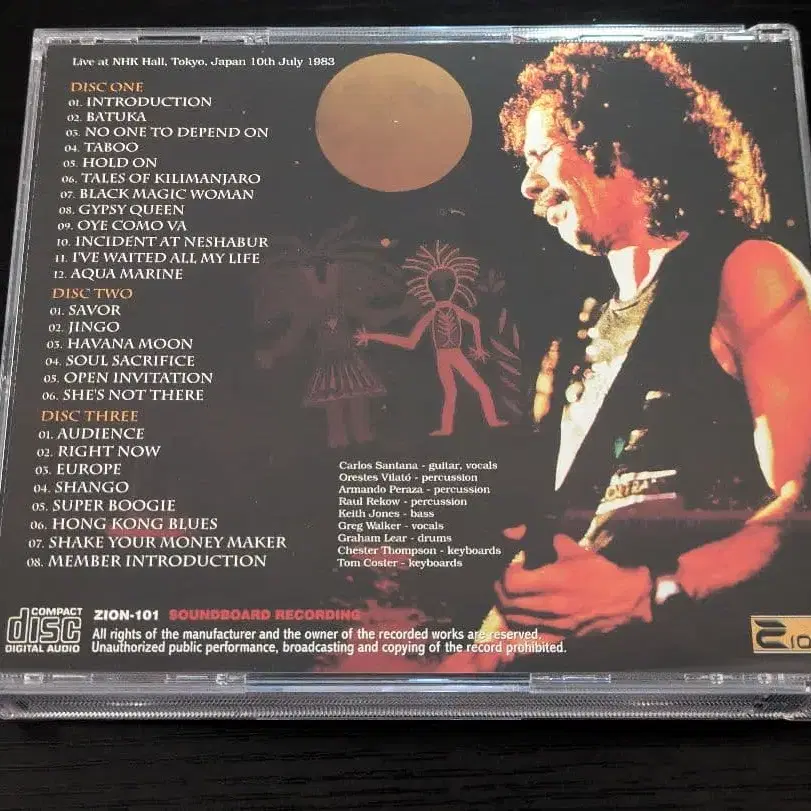 Live at NHK Hall, Tokyo, Japan 10th July 1983
DISC ONE
01. INTRODUCTION
02. BATUKA
03. NO ONE TO DEPEND ON
04. TABOO
05. HOLD ON
06. TALES OF KILIMANJARO
07. BLACK MAGIC WOMAN
08. GYPSY QUEEN
09. OYE COMO VA
10. INCIDENT AT NESHABUR
11. I'VE WAITED ALL MY LIFE
12. AQUA MARINE
DISC TWO
01. SAVOR
02. JINGO
03. HAVANA MOON
04. SOUL SACRIFICE
05. OPEN INVITATION
06. SHE'S NOT THERE
DISC THREE
01. AUDIENCE
02. RIGHT NOW
03. EUROPE
04. SHANGO
05. SUPER BOOGIE
06. HONG KONG BLUES
07. SHAKE YOUR MONEY MAKER
08. MEMBER INTRODUCTION
Carlos Santana - guitar, vocals
Orestes Vilató - percussion
Armando Peraza - percussion
Raul Rekow - percussion
Keith Jones - bass
Greg Walker - vocals
Graham Lear - drums
Chester Thompson - keyboards
Tom Coster - keyboards
COMPACT
disc
DIGITAL AUDIO
ZION-101 SOUNDBOARD RECORDING
All rights of the manufacturer and the owner of the recorded works are reserved.
Unauthorized public performance, broadcasting and copying of the record prohibited.